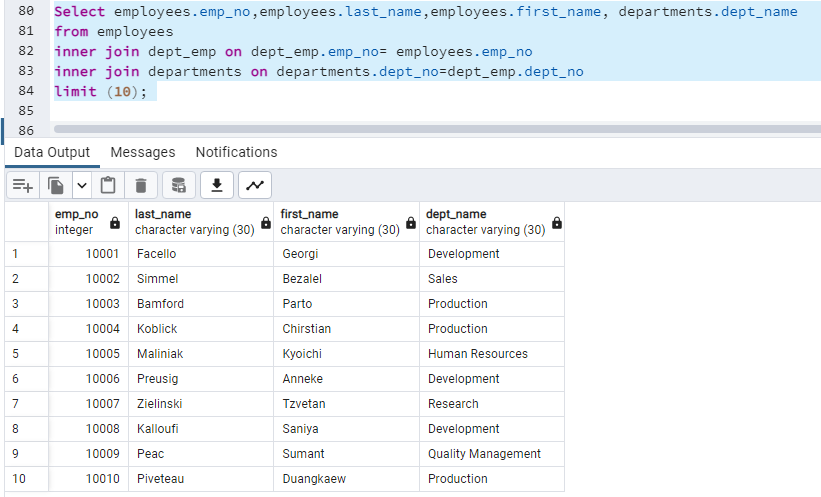 80 Select employees.emp_no,employees.last_name,employees.first_name, departments.dept_name
81 from employees
82 inner join dept_emp on dept_emp.emp_no= employees.emp_no
83 inner join departments on departments.dept_no=dept_emp.dept_no
84 limit (10);
85
86
Data Output Messages Notifications
emp_no last_name first_name dept_name
integer character varying (30) character varying (30) character varying (30)
1 10001 Facello Georgi Development
2 10002 Simmel Bezalel Sales
3 10003 Bamford Parto Production
4 10004 Koblick Chirstian Production
5 10005 Maliniak Kyoichi Human Resources
6 10006 Preusig Anneke Development
7 10007 Zielinski Tzvetan Research
8 10008 Kalloufi Saniya Development
9 10009 Peac Sumant Quality Management
10 10010 Piveteau Duangkaew Production